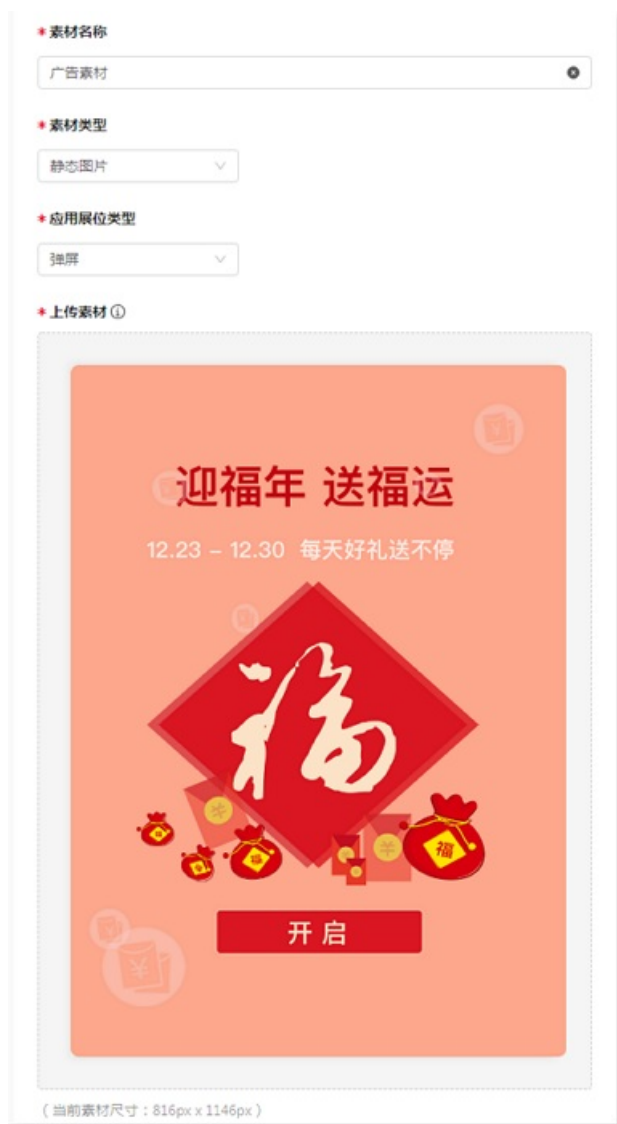 * 素材名称
广告素材
* 素材类型
静态图片
* 应用展位类型
弹屏
* 上传素材
迎福年 送福运
12.23 – 12.30 每天好礼送不停
福
福
开启
( 当前素材尺寸：816px x 1146px )